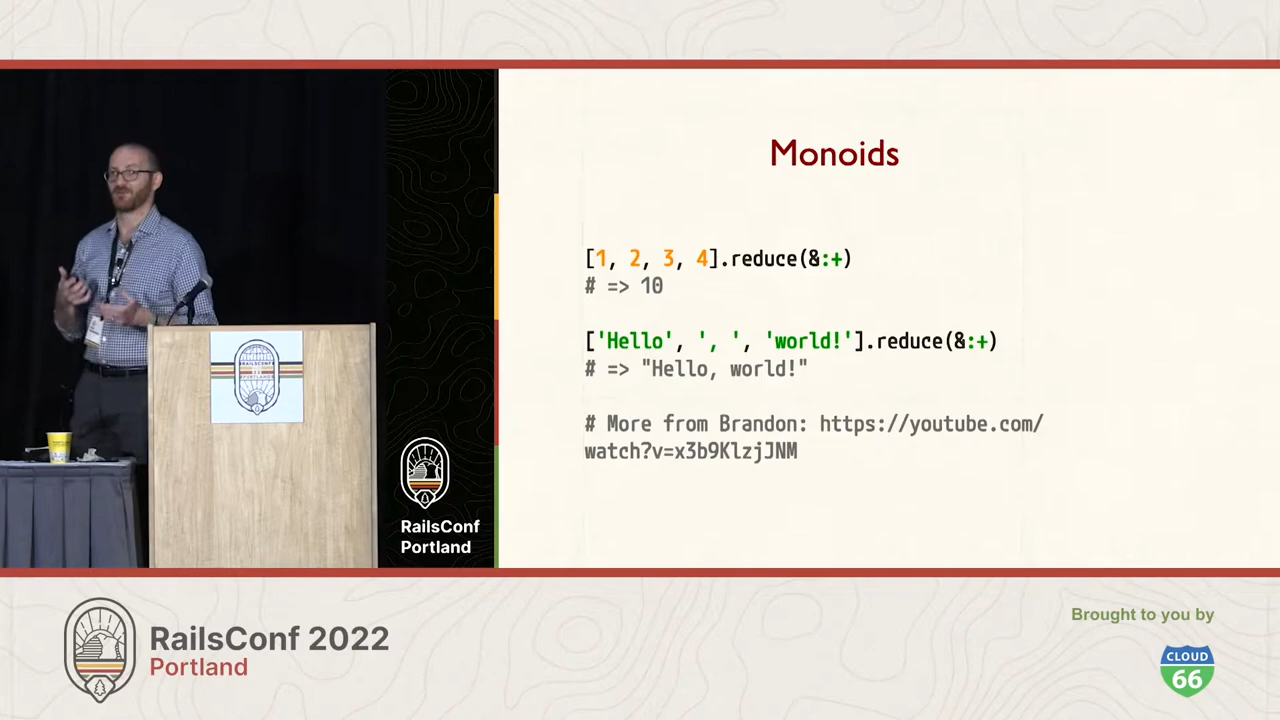 Monoids
[1, 2, 3, 4].reduce(&:+)
# => 10
['Hello', ', ', 'world!'].reduce(&:+)
# => "Hello, world!"
# More from Brandon: https://youtube.com/
watch?v=x3b9KlzjJNM
RailsConf
Portland
RailsConf 2022
Portland
Brought to you by
CLOUD
66